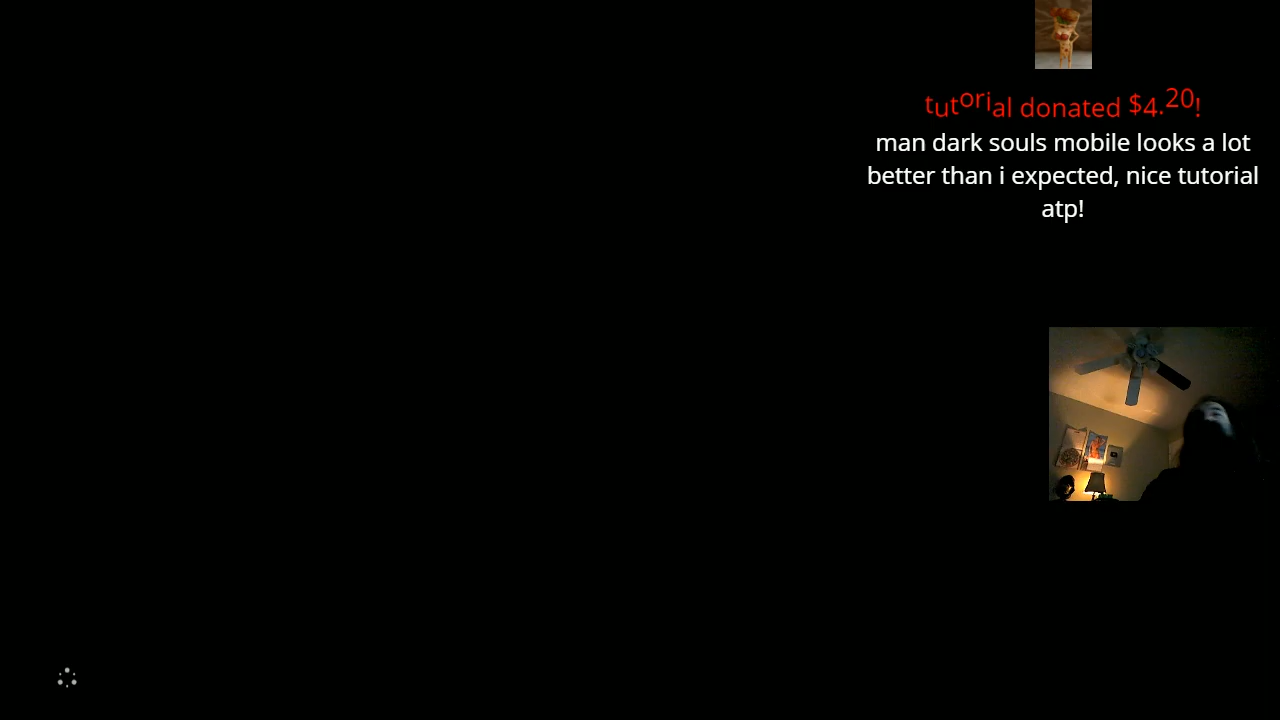 tutorial donated $4.20!
man dark souls mobile looks a lot
better than i expected, nice tutorial
atp!